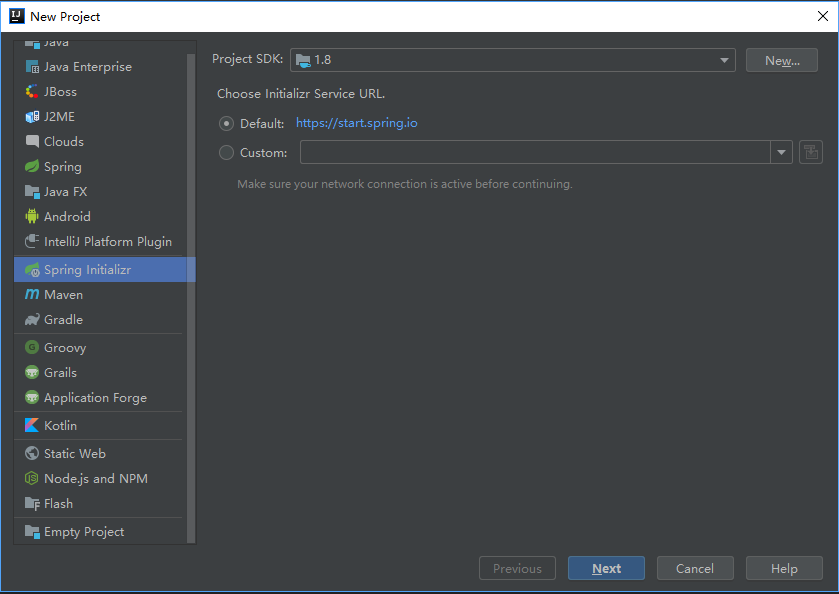 New Project
Java
Java Enterprise
JBoss
J2ME
Clouds
Spring
Java FX
Android
IntelliJ Platform Plugin
Spring Initializr
Maven
Gradle
Groovy
Grails
Application Forge
Kotlin
Static Web
Node.js and NPM
Flash
Empty Project
Project SDK: 1.8 New...
Choose Initializr Service URL.
Default: https://start.spring.io
Custom:
Make sure your network connection is active before continuing.
Previous Next Cancel Help